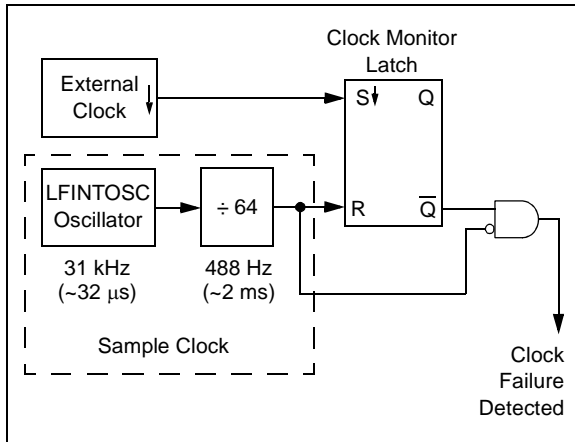 Clock Monitor
Latch
External
Clock
S
Q
LFINTOSC
Oscillator
÷ 64
R
Q
31 kHz
(~32 μs)
488 Hz
(~2 ms)
Sample Clock
Clock
Failure
Detected